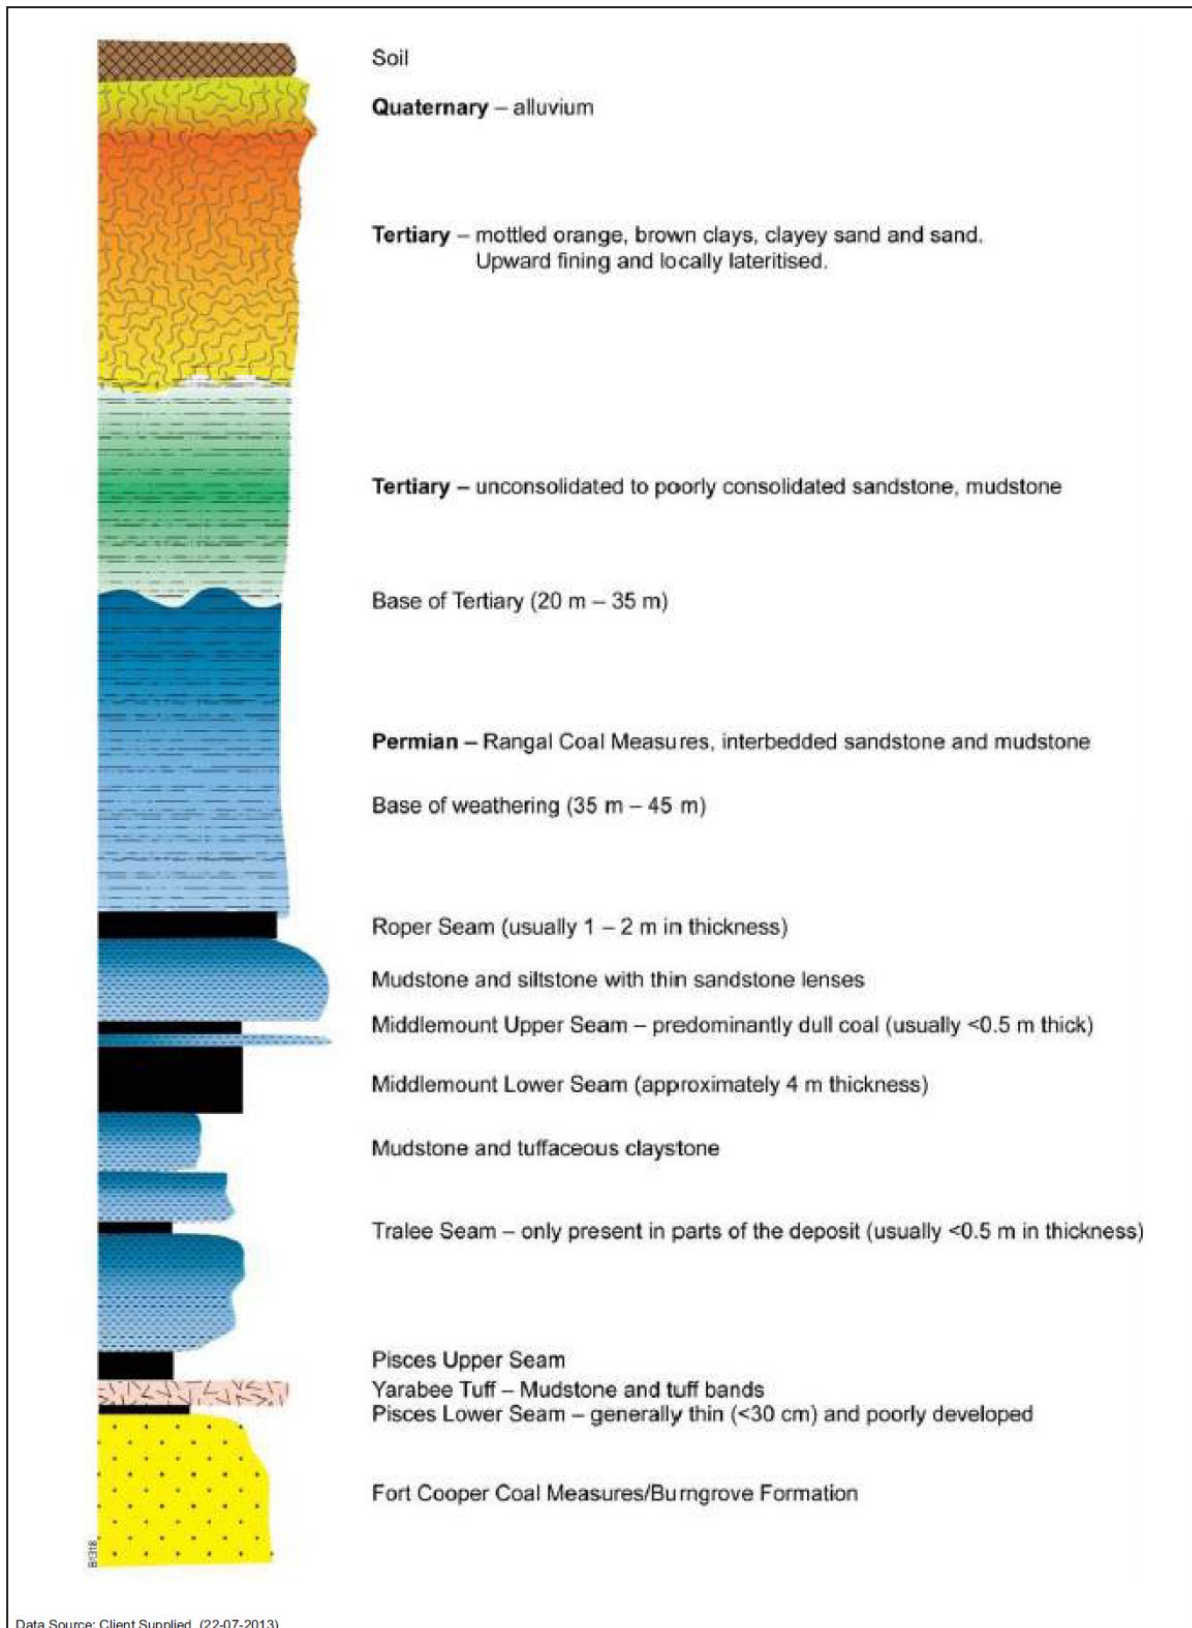 Soil
Quaternary – alluvium
Tertiary – mottled orange, brown clays, clayey sand and sand.
Upward fining and locally lateritised.
Tertiary – unconsolidated to poorly consolidated sandstone, mudstone
Base of Tertiary (20 m – 35 m)
Permian – Rangal Coal Measures, interbedded sandstone and mudstone
Base of weathering (35 m – 45 m)
Roper Seam (usually 1 – 2 m in thickness)
Mudstone and siltstone with thin sandstone lenses
Middlemount Upper Seam – predominantly dull coal (usually <0.5 m thick)
Middlemount Lower Seam (approximately 4 m thickness)
Mudstone and tuffaceous claystone
Tralee Seam – only present in parts of the deposit (usually <0.5 m in thickness)
Pisces Upper Seam
Yarabee Tuff – Mudstone and tuff bands
Pisces Lower Seam – generally thin (<30 cm) and poorly developed
Fort Cooper Coal Measures/Burngrove Formation
B1318
Data Source: Client Supplied, (22-07-2013)